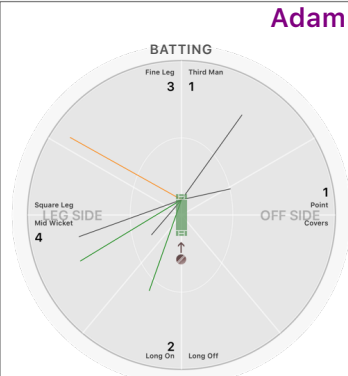 Adam
BATTING
Fine Leg Third Man
3 1
1
Square Leg Point
LEG SIDE OFF SIDE
Mid Wicket Covers
4
2
Long On Long Off